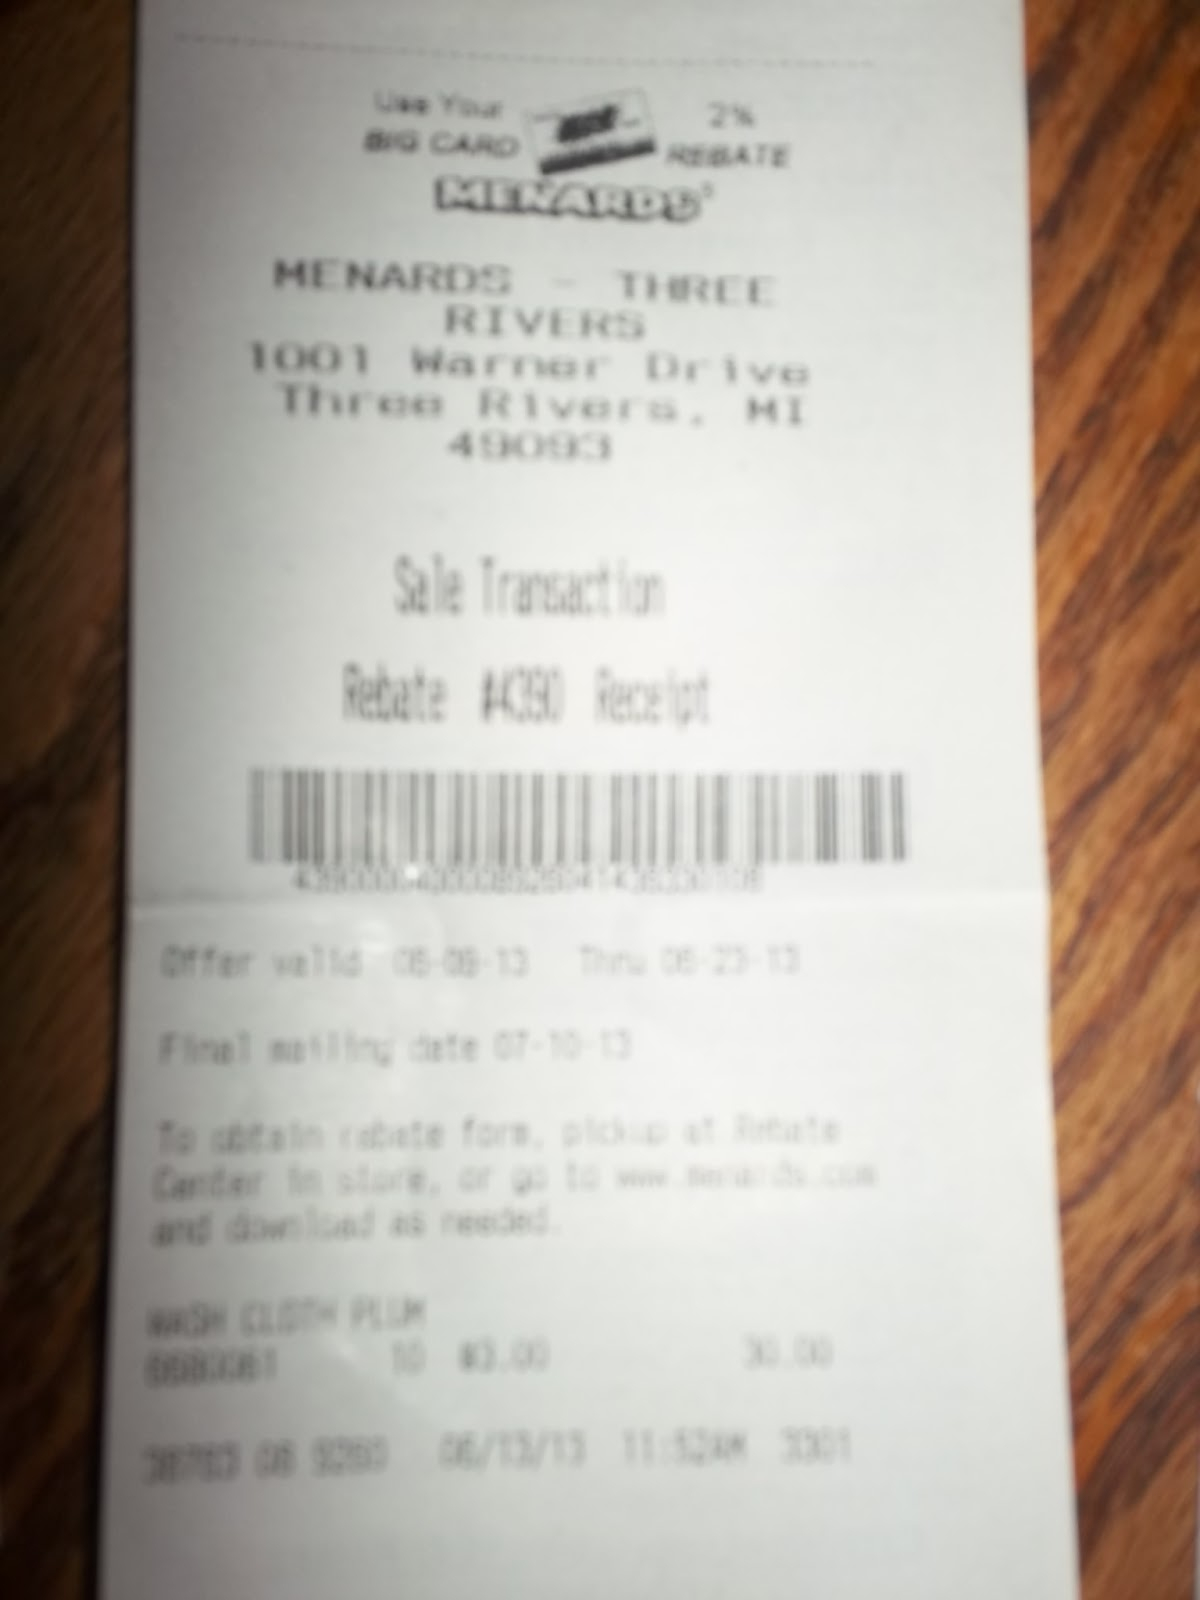 Use Your
BIG CARD
2%
REBATE
MENARDS
MENARDS - THREE
RIVERS
1001 Warner Drive
Three Rivers, MI
49093
Sale Transaction
Rebate #4390 Receipt
Offer valid 06-09-13 Thru 06-23-13
Final mailing date 07-10-13
To obtain rebate form, pickup at Rebate
Center in store, or go to www.menards.com
and download as needed.
WASH CLOTH PLUM
10 @3.00 30.00
06/13/13 11:52AM 3301